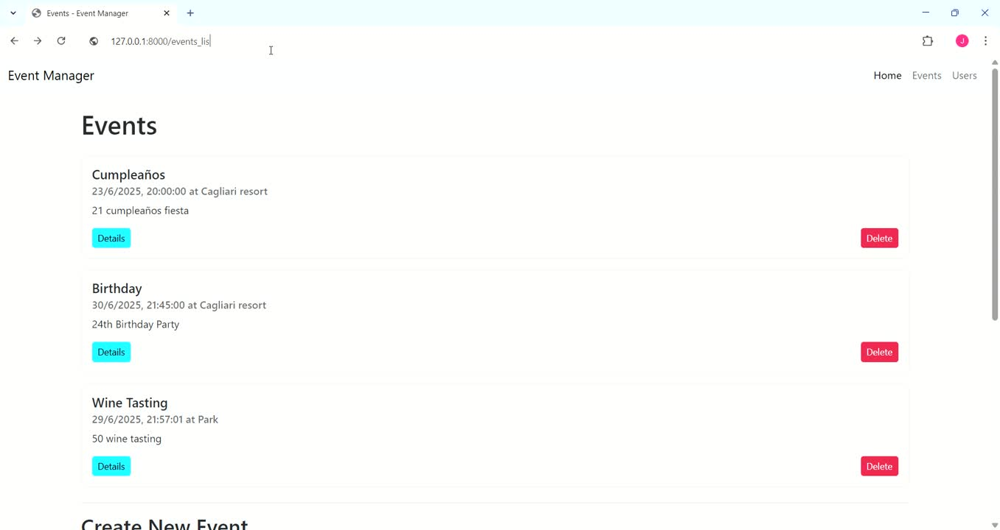 Events - Event Manager
127.0.0.1:8000/events_lis
J
Event Manager
Home Events Users
Events
Cumpleaños
23/6/2025, 20:00:00 at Cagliari resort
21 cumpleaños fiesta
Details Delete
Birthday
30/6/2025, 21:45:00 at Cagliari resort
24th Birthday Party
Details Delete
Wine Tasting
29/6/2025, 21:57:01 at Park
50 wine tasting
Details Delete
Create New Event